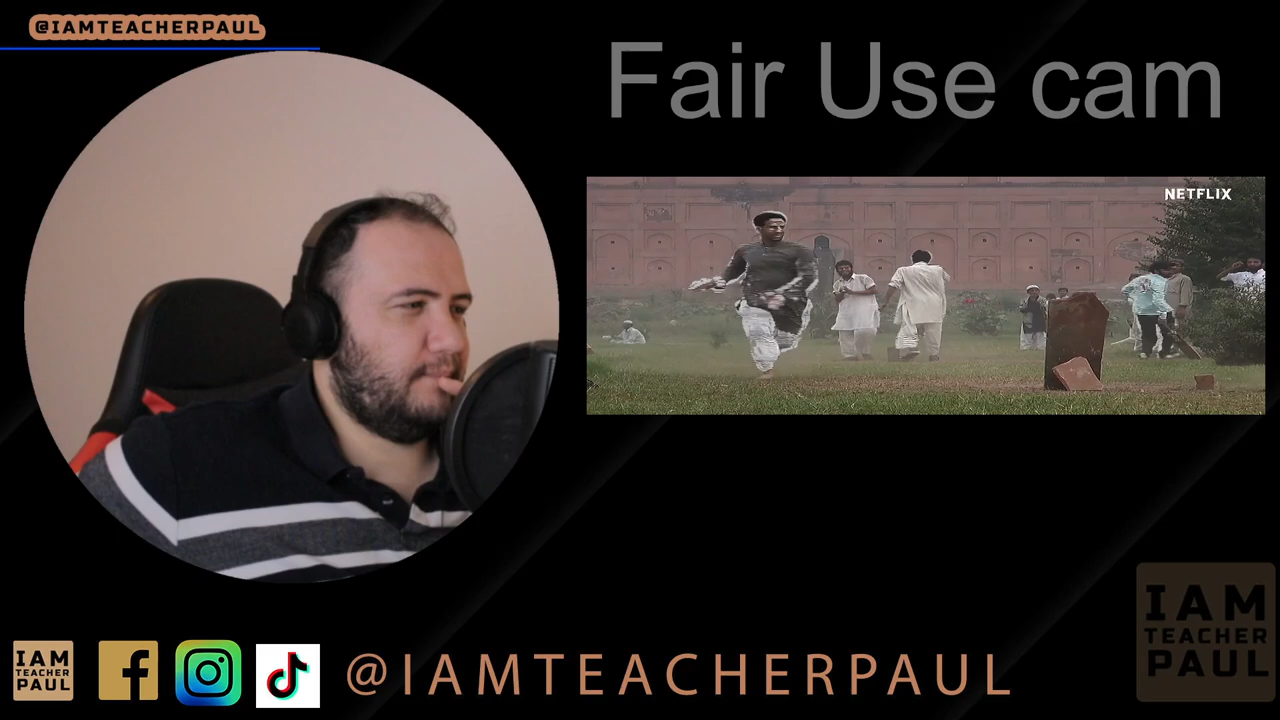 @IAMTEACHERPAUL
Fair Use cam
NETFLIX
IAM
TEACHER
PAUL
IAM
TEACHER
PAUL
@IAMTEACHERPAUL